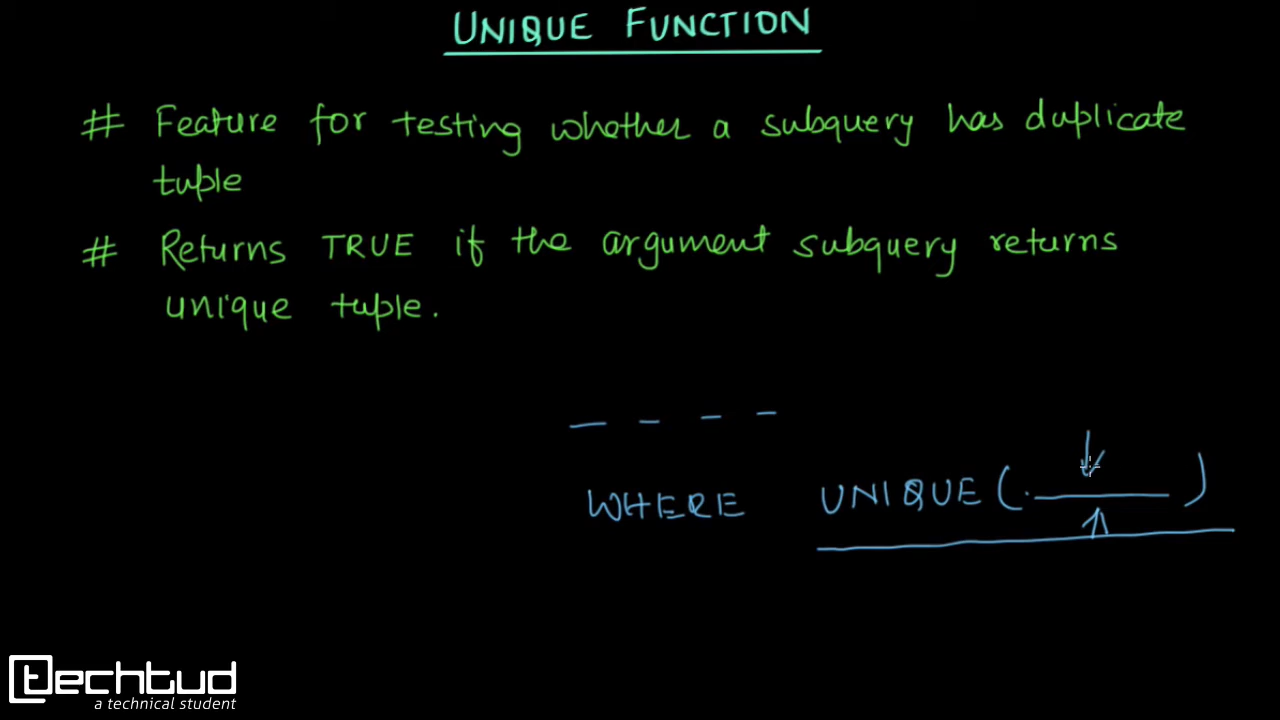 UNIQUE FUNCTION
# Feature for testing whether a subquery has duplicate
tuple
# Returns TRUE if the argument subquery returns
unique tuple.
_ _ _ _
WHERE UNIQUE (.______)
techtud
a technical student